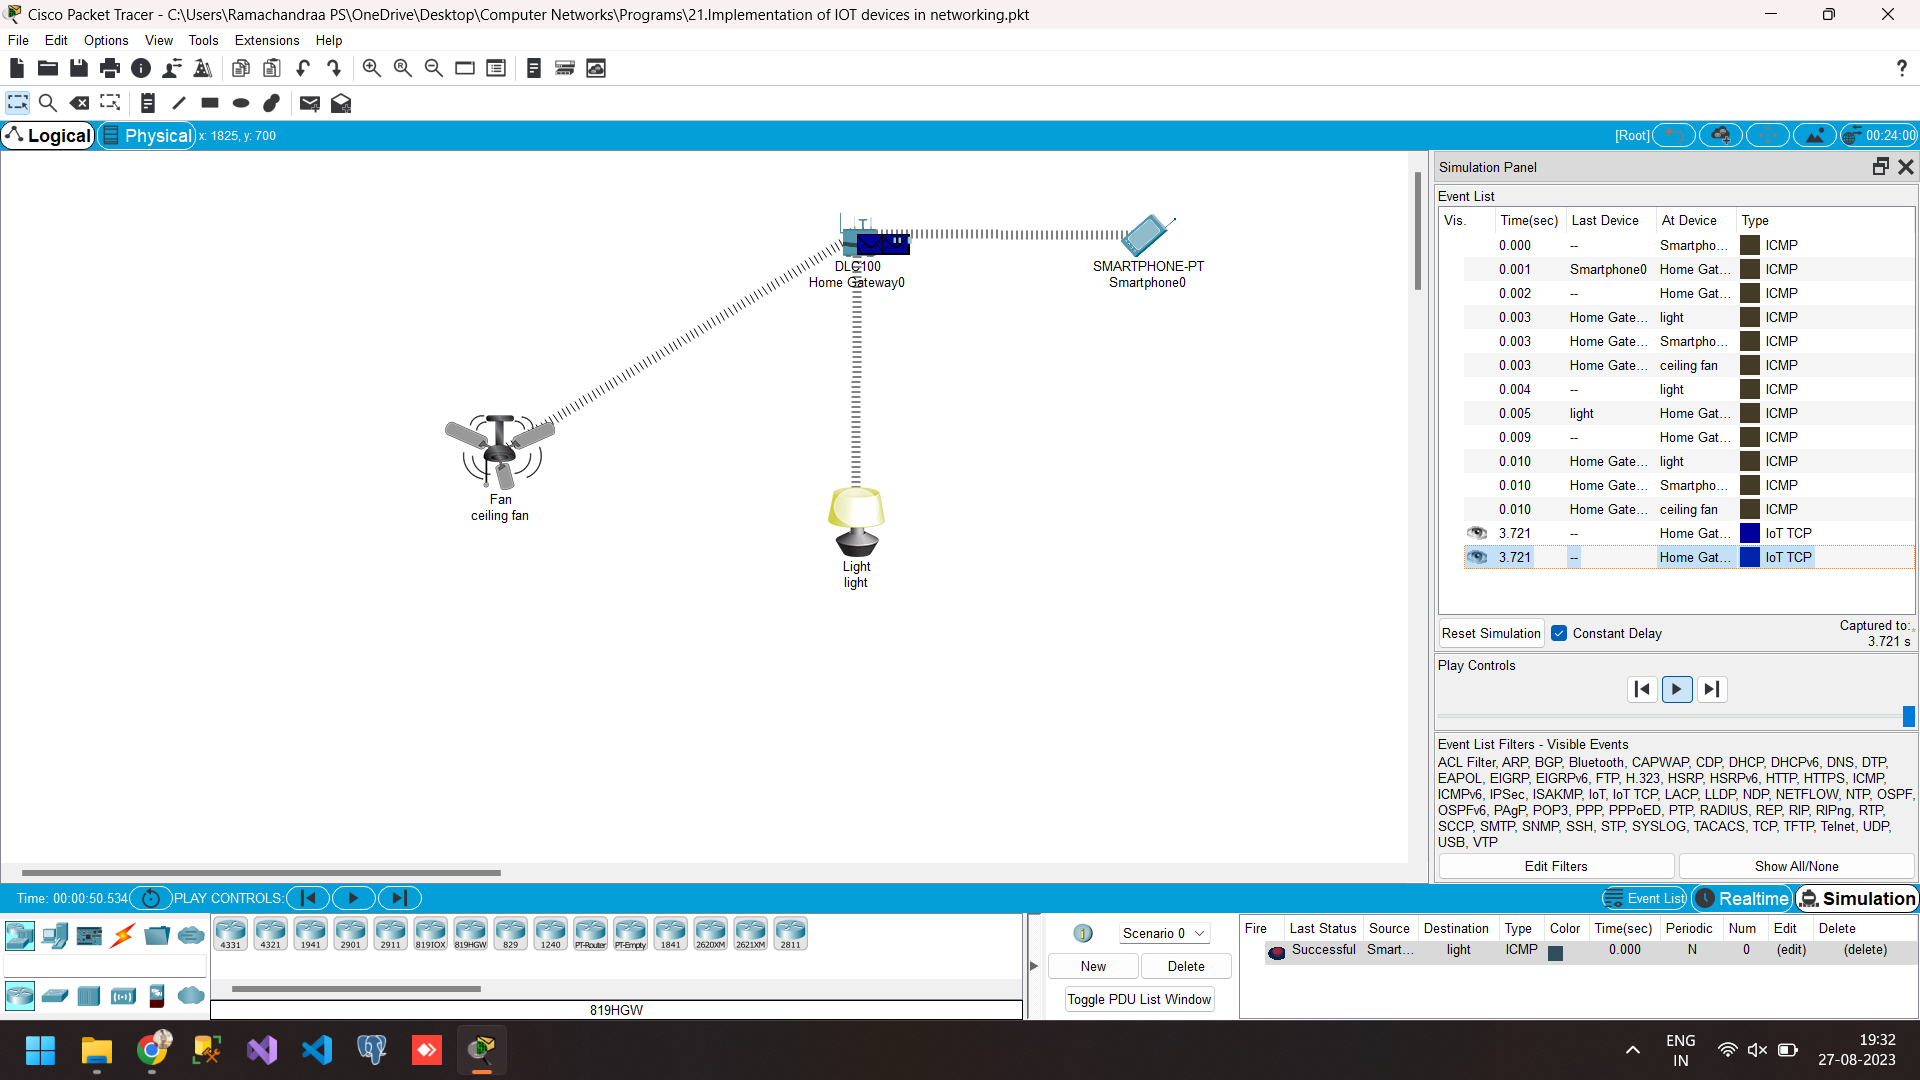 Cisco Packet Tracer - C:\Users\Ramachandraa PS\OneDrive\Desktop\Computer Networks\Programs\21.Implementation of IOT devices in networking.pkt
File Edit Options View Tools Extensions Help
Logical Physical x: 1825, y: 700 [Root] 00:24:00
DLC100
Home Gateway0
SMARTPHONE-PT
Smartphone0
Fan
ceiling fan
Light
light
Simulation Panel
Event List
Vis. Time(sec) Last Device At Device Type
0.000 -- Smartpho... ICMP
0.001 Smartphone0 Home Gat... ICMP
0.002 -- Home Gat... ICMP
0.003 Home Gate... light ICMP
0.003 Home Gate... Smartpho... ICMP
0.003 Home Gate... ceiling fan ICMP
0.004 -- light ICMP
0.005 light Home Gat... ICMP
0.009 -- Home Gat... ICMP
0.010 Home Gate... light ICMP
0.010 Home Gate... Smartpho... ICMP
0.010 Home Gate... ceiling fan ICMP
3.721 -- Home Gat... IoT TCP
3.721 -- Home Gat... IoT TCP
Reset Simulation Constant Delay Captured to:
3.721 s
Play Controls
Event List Filters - Visible Events
ACL Filter, ARP, BGP, Bluetooth, CAPWAP, CDP, DHCP, DHCPv6, DNS, DTP,
EAPOL, EIGRP, EIGRPv6, FTP, H.323, HSRP, HSRPv6, HTTP, HTTPS, ICMP,
ICMPv6, IPSec, ISAKMP, IoT, IoT TCP, LACP, LLDP, NDP, NETFLOW, NTP, OSPF,
OSPFv6, PAgP, POP3, PPP, PPPoED, PTP, RADIUS, REP, RIP, RIPng, RTP,
SCCP, SMTP, SNMP, SSH, STP, SYSLOG, TACACS, TCP, TFTP, Telnet, UDP,
USB, VTP
Edit Filters Show All/None
Time: 00:00:50.534 PLAY CONTROLS: Event List Realtime Simulation
4331 4321 1941 2901 2911 819IOX 819HGW 829 1240 PT-Router PT-Empty 1841 2620XM 2621XM 2811
819HGW
1 Scenario 0
New Delete
Toggle PDU List Window
Fire Last Status Source Destination Type Color Time(sec) Periodic Num Edit Delete
Successful Smart... light ICMP 0.000 N 0 (edit) (delete)
ENG
IN
19:32
27-08-2023